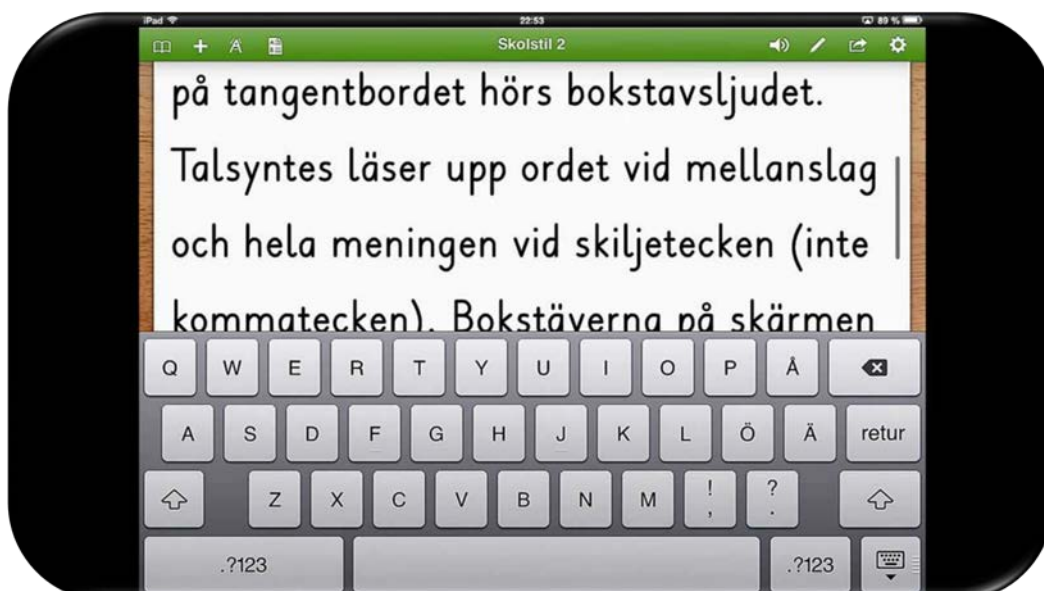 iPad 22:53 89 %
Skolstil 2
på tangentbordet hörs bokstavsljudet.
Talsyntes läser upp ordet vid mellanslag
och hela meningen vid skiljetecken (inte
kommatecken). Bokstäverna på skärmen
Q W E R T Y U I O P Å
A S D F G H J K L Ö Ä retur
Z X C V B N M ! , ? .
.?123 .?123